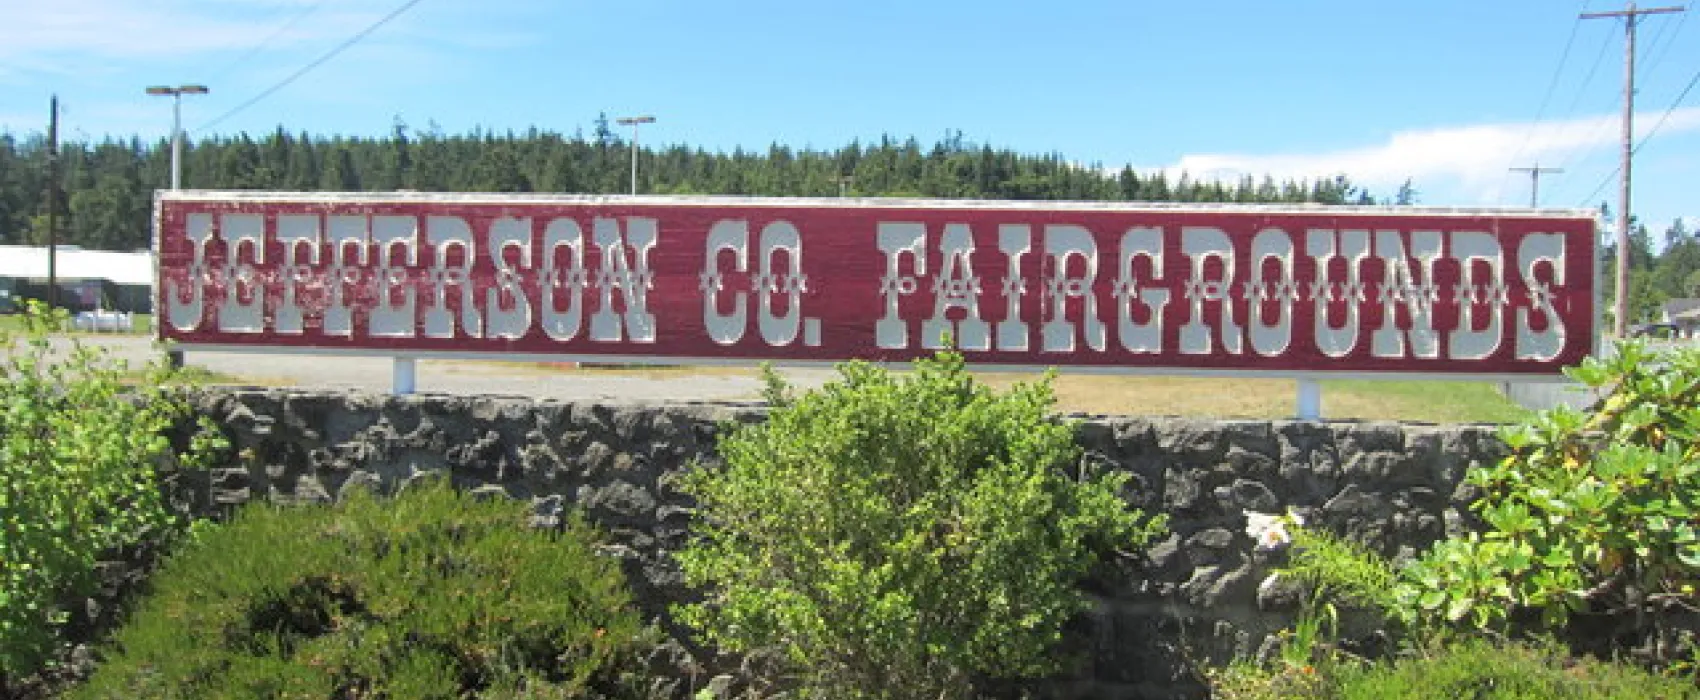 JEFFERSON CO. FAIRGROUNDS